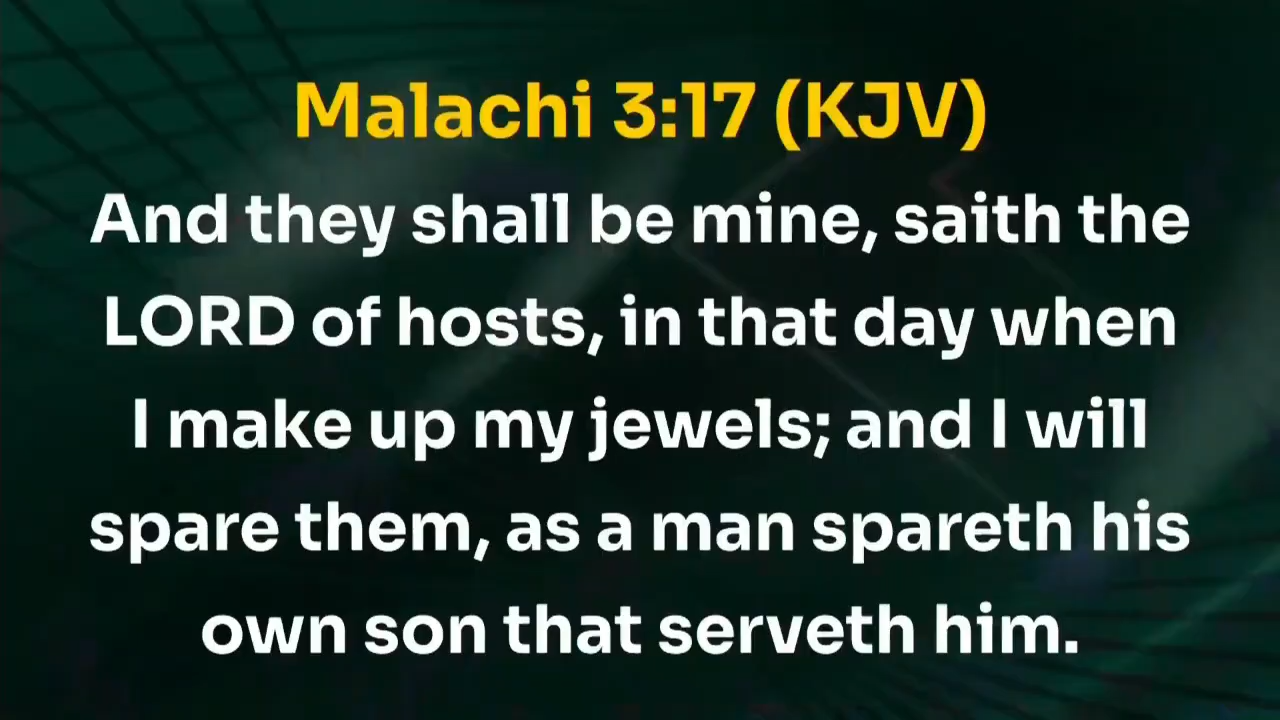 Malachi 3:17 (KJV)
And they shall be mine, saith the
LORD of hosts, in that day when
I make up my jewels; and I will
spare them, as a man spareth his
own son that serveth him.